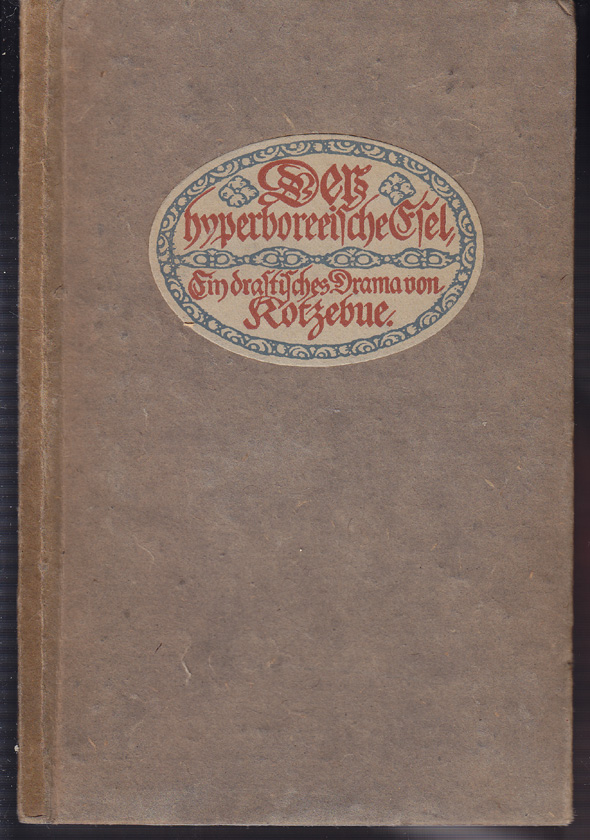 Der
hyperboreeische Esel,
Ein drastisches Drama von
Kotzebue.